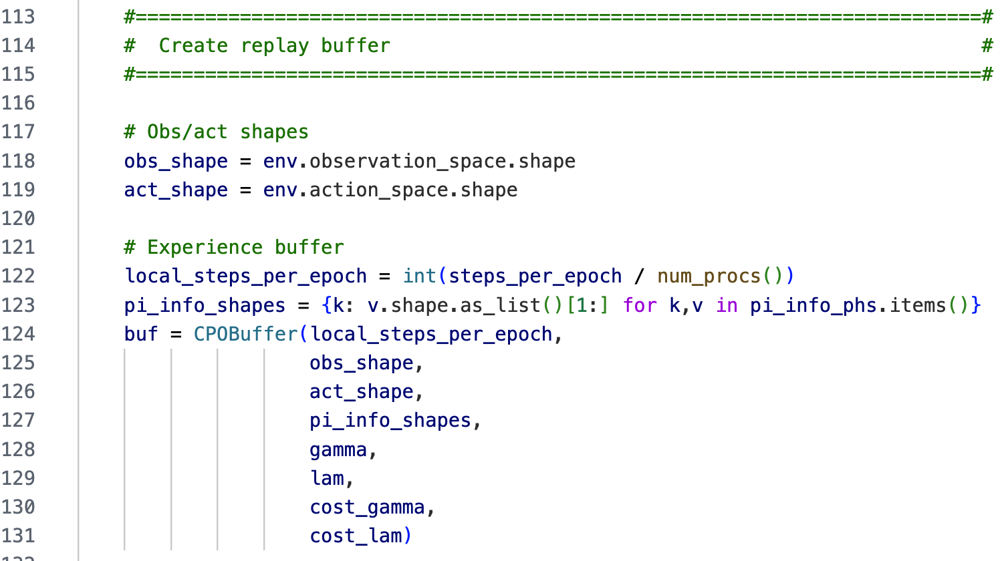 113 #=========================================================================#
114 #  Create replay buffer                                                   #
115 #=========================================================================#
116
117 # Obs/act shapes
118 obs_shape = env.observation_space.shape
119 act_shape = env.action_space.shape
120
121 # Experience buffer
122 local_steps_per_epoch = int(steps_per_epoch / num_procs())
123 pi_info_shapes = {k: v.shape.as_list()[1:] for k,v in pi_info_phs.items()}
124 buf = CPOBuffer(local_steps_per_epoch,
125                 obs_shape,
126                 act_shape,
127                 pi_info_shapes,
128                 gamma,
129                 lam,
130                 cost_gamma,
131                 cost_lam)